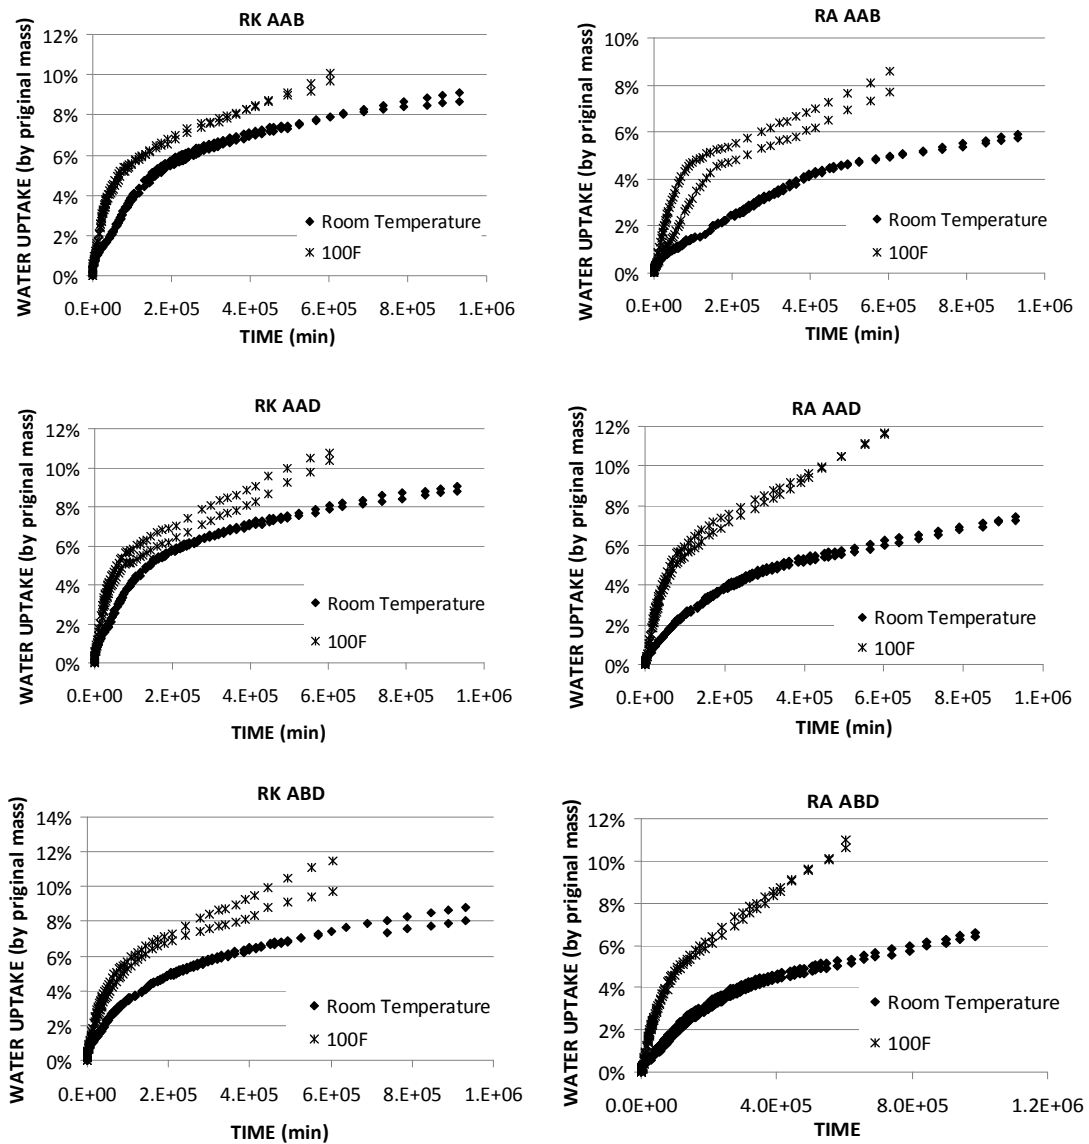 RK AAB
WATER UPTAKE (by priginal mass)
12%
10%
8%
6%
4%
2%
0%
Room Temperature
100F
0.E+00 2.E+05 4.E+05 6.E+05 8.E+05 1.E+06
TIME (min)
RA AAB
WATER UPTAKE (by priginal mass)
10%
8%
6%
4%
2%
0%
Room Temperature
100F
0.E+00 2.E+05 4.E+05 6.E+05 8.E+05 1.E+06
TIME (min)
RK AAD
WATER UPTAKE (by priginal mass)
12%
10%
8%
6%
4%
2%
0%
Room Temperature
100F
0.E+00 2.E+05 4.E+05 6.E+05 8.E+05 1.E+06
TIME (min)
RA AAD
WATER UPTAKE (by priginal mass)
12%
10%
8%
6%
4%
2%
0%
Room Temperature
100F
0.E+00 2.E+05 4.E+05 6.E+05 8.E+05 1.E+06
TIME (min)
RK ABD
WATER UPTAKE (by priginal mass)
14%
12%
10%
8%
6%
4%
2%
0%
Room Temperature
100F
0.E+00 2.E+05 4.E+05 6.E+05 8.E+05 1.E+06
TIME (min)
RA ABD
WATER UPTAKE (by priginal mass)
12%
10%
8%
6%
4%
2%
0%
Room Temperature
100F
0.0E+00 4.0E+05 8.0E+05 1.2E+06
TIME